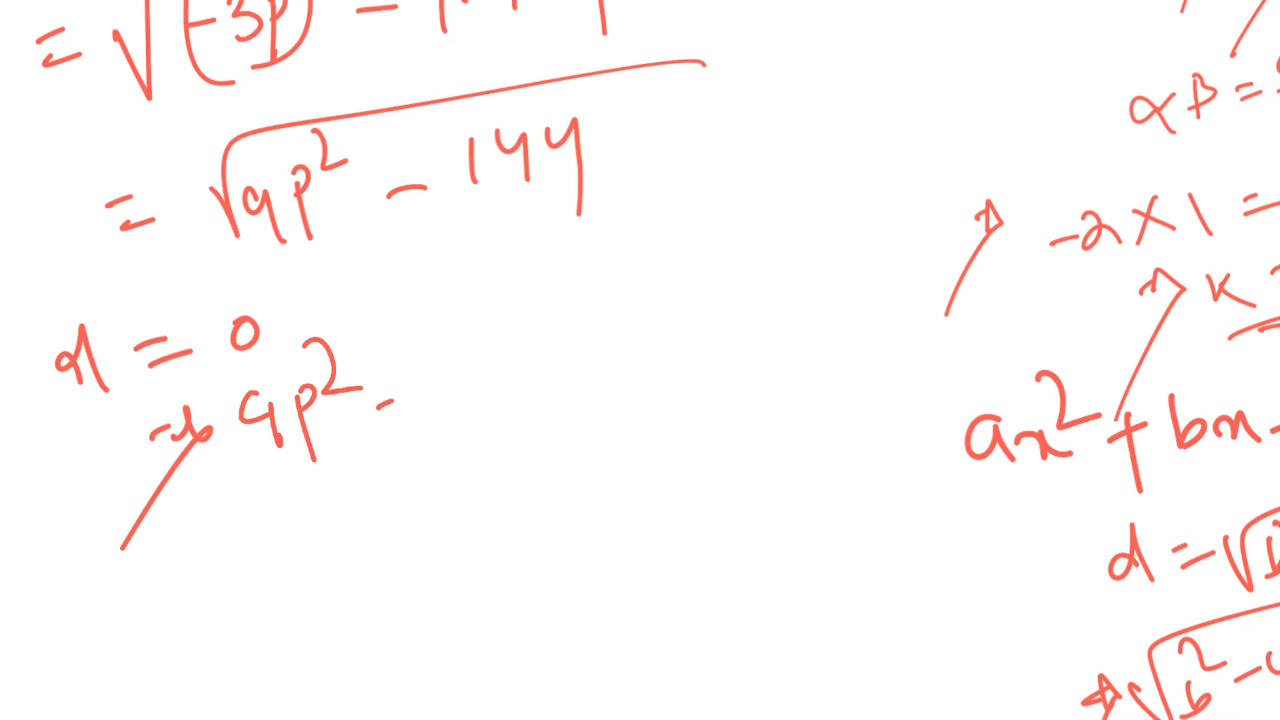 = √(-3p)
= √9p² - 144
d = 0
9p² -
αβ =
-2 × 1 =
K
ax² + bx
d = √
⇒ √b² -